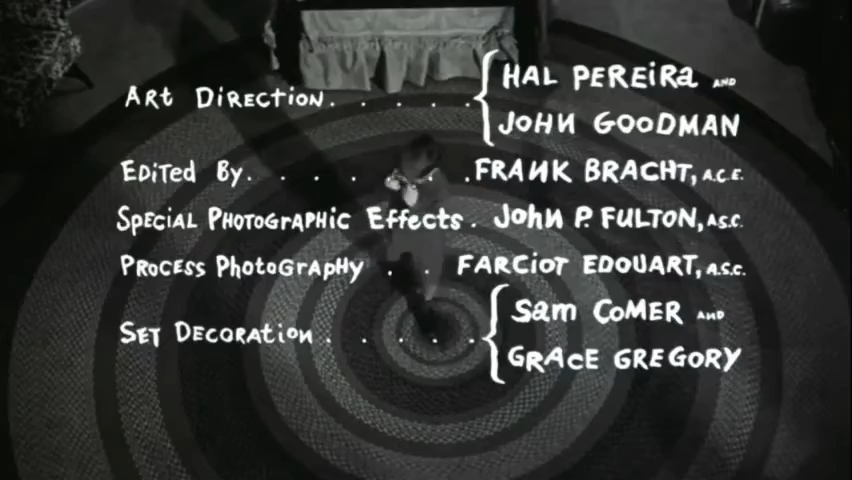 Art Direction. . . . . . { HAL PEREIRA AND
JOHN GOODMAN
Edited By. . . . . . . FRANK BRACHT, A.C.E.
Special Photographic Effects. John P. FULTON, A.S.C.
Process Photography . . FARCIOT EDOUART, A.S.C.
Set Decoration . . . . . { Sam CoMER AND
GRACE GREGORY